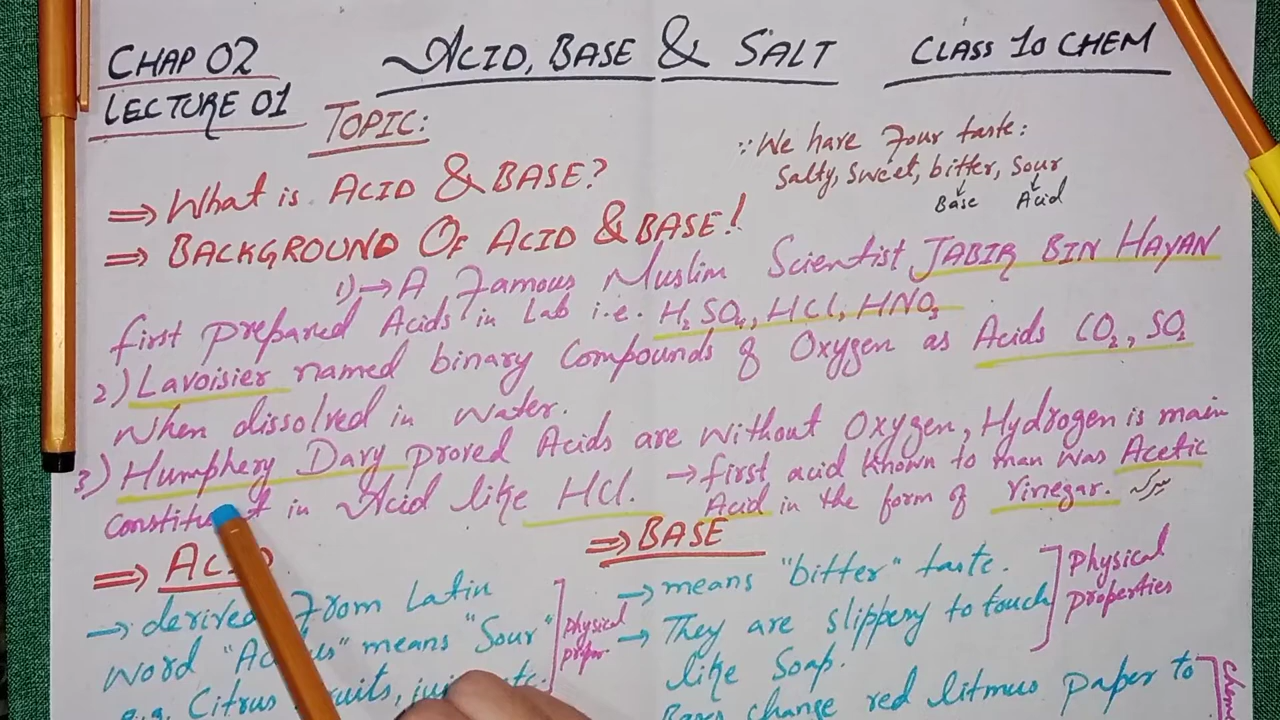 CHAP 02
LECTURE 01
ACID, BASE & SALT
CLASS 10 CHEM
TOPIC:
⇒ What is ACID & BASE?
∵ We have Four taste:
Salty, Sweet, bitter, Sour
↓ ↓
Base Acid
⇒ BACKGROUND OF ACID & BASE!
1) → A Famous Muslim Scientist JABIR BIN HAYAN
first prepared Acids in Lab i.e. H₂SO₄, HCl, HNO₃
2) Lavoisier named binary Compounds of Oxygen as Acids CO₂, SO₂
When dissolved in Water.
3) Humphery Davy proved Acids are Without Oxygen, Hydrogen is main
in Acid like HCl. → first acid known to man was Acetic
Acid in the form of Vinegar. سرکہ
⇒ ACID
→ derived From Latin
word means "Sour"
e.g. Citrus
Physical
⇒ BASE
→ means "bitter" taste.
→ They are slippery to touch
like Soap.
Physical
properties
Bases change red litmus paper to